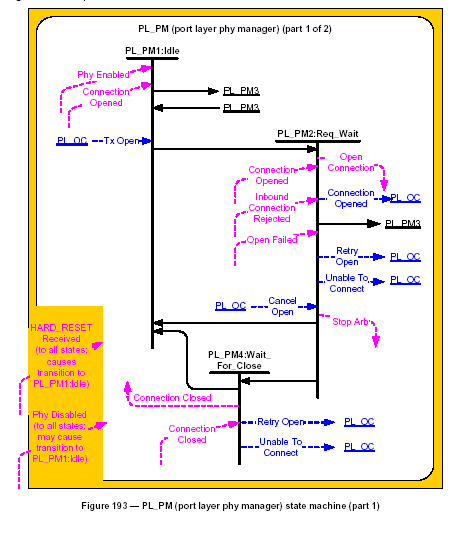 PL_PM (port layer phy manager) (part 1 of 2)
PL_PM1:Idle
Phy Enabled
Connection
Opened
PL_PM3
PL_PM3
PL_OC
Tx Open
PL_PM2:Req_Wait
Open
Connection
Connection
Opened
Inbound
Connection
Rejected
Connection
Opened
PL_OC
PL_PM3
Open Failed
Retry
Open
PL_OC
Unable To
Connect
PL_OC
PL_OC
Cancel
Open
Stop Arb
HARD_RESET
Received
(to all states;
causes
transition to
PL_PM1:Idle)
PL_PM4:Wait_
For_Close
Connection Closed
Phy Disabled
(to all states;
may cause
transition to
PL_PM1:Idle)
Connection
Closed
Retry Open
PL_OC
Unable To
Connect
PL_OC
Figure 193 — PL_PM (port layer phy manager) state machine (part 1)